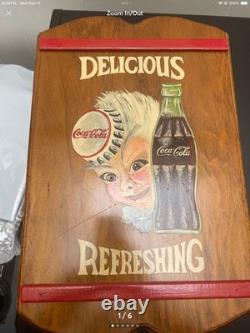 Zoom In/Out
DELICIOUS
Coca-Cola
Coca-Cola
REFRESHING
1/6